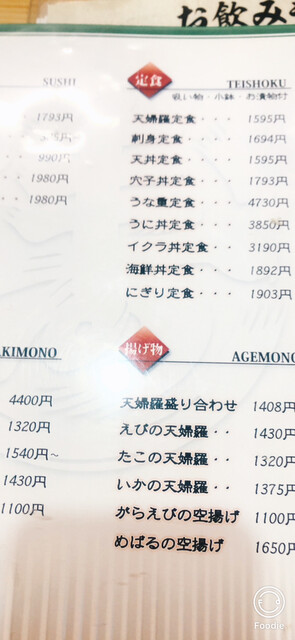 お飲み
SUSHI
・・1793円
990円
・・1980円
・・1980円
定食
TEISHOKU
吸い物・小鉢・お漬物付
天婦羅定食・・・ 1595円
刺身定食・・・・ 1694円
天丼定食・・・・ 1595円
穴子丼定食・・・ 1793円
うな重定食・・・ 4730円
うに丼定食・・・ 3850円
イクラ丼定食・・ 3190円
海鮮丼定食・・・ 1892円
にぎり定食・・・ 1903円
KIMONO
4400円
1320円
1540円~
1430円
1100円
揚げ物
AGEMONO
天婦羅盛り合わせ 1408円
えびの天婦羅・・ 1430円
たこの天婦羅・・ 1320円
いかの天婦羅・・ 1375円
がらえびの空揚げ 1100円
めばるの空揚げ 1650円
Foodie